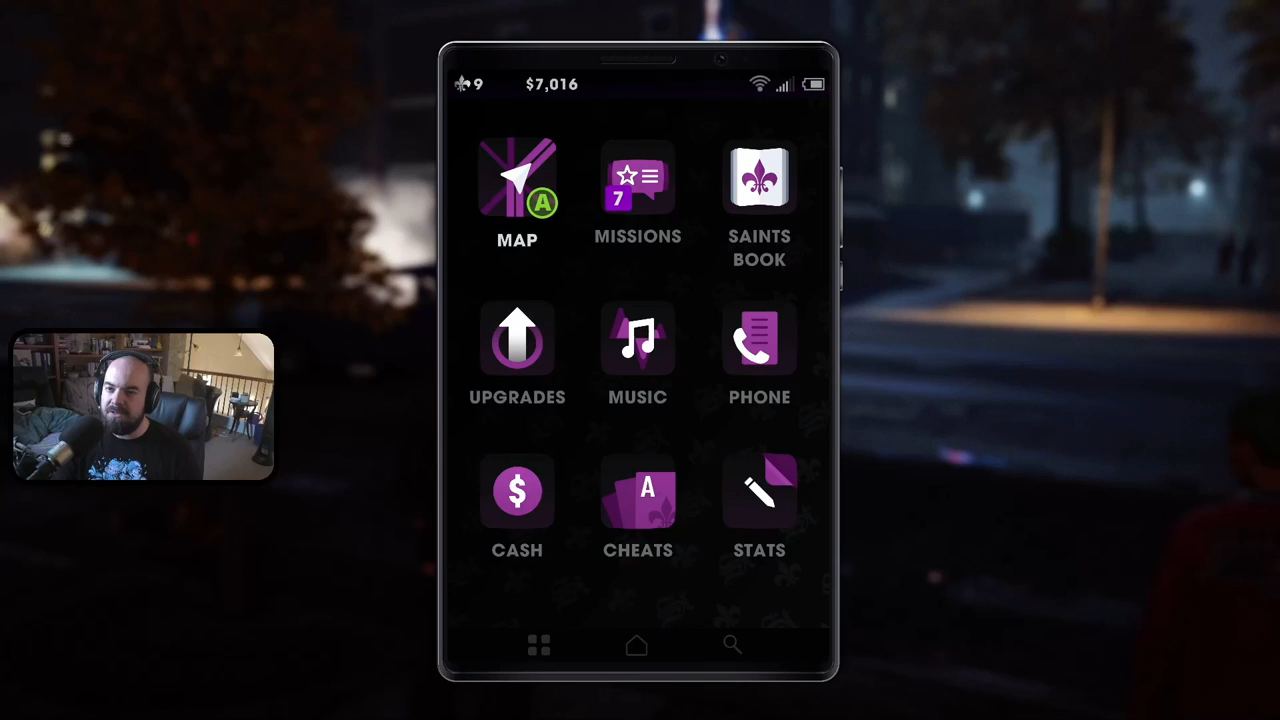 9 $7,016
A
MAP
7
MISSIONS
SAINTS
BOOK
UPGRADES
MUSIC
PHONE
$
CASH
A
CHEATS
STATS